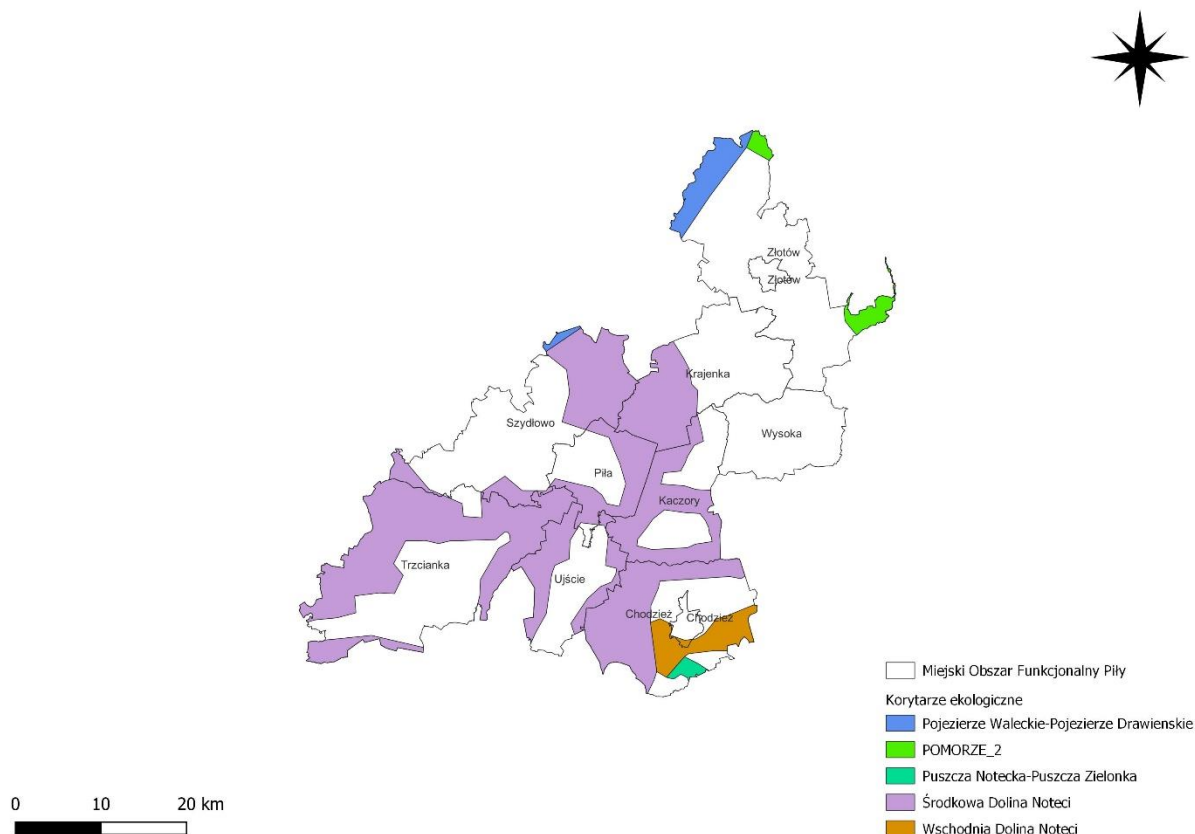 Złotów
Złotów
Krajenka
Szydłowo
Wysoka
Piła
Kaczory
Trzcianka
Ujście
Chodzież
Chodzież
Miejski Obszar Funkcjonalny Piły
Korytarze ekologiczne
Pojezierze Waleckie-Pojezierze Drawienskie
POMORZE_2
Puszcza Notecka-Puszcza Zielonka
Środkowa Dolina Noteci
Wschodnia Dolina Noteci
0 10 20 km